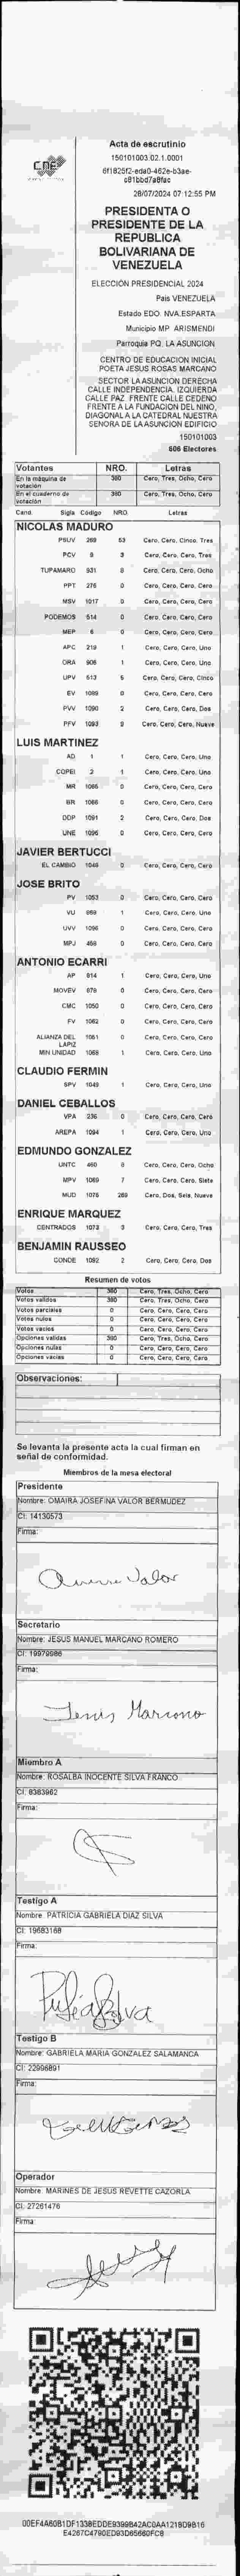 CNE
Acta de escrutinio
150101003.02.1.0001
6f1825f2-eda0-462e-b3ae-
c81bbd7a8fac
28/07/2024 07:12:55 PM
PRESIDENTA O
PRESIDENTE DE LA
REPUBLICA
BOLIVARIANA DE
VENEZUELA
ELECCIÓN PRESIDENCIAL 2024
Pais VENEZUELA
Estado EDO. NVA.ESPARTA
Municipio MP. ARISMENDI
Parroquia PQ. LA ASUNCION
CENTRO DE EDUCACION INICIAL
POETA JESUS ROSAS MARCANO
SECTOR LA ASUNCION DERECHA
CALLE INDEPENDENCIA. IZQUIERDA
CALLE PAZ. FRENTE CALLE CEDENO
FRENTE A LA FUNDACION DEL NINO,
DIAGONAL A LA CATEDRAL NUESTRA
SENORA DE LA ASUNCION EDIFICIO
150101003
606 Electores
Votantes NRO. Letras
En la máquina de votación 380 Cero, Tres, Ocho, Cero
En el cuaderno de votación 380 Cero, Tres, Ocho, Cero
Cand. Sigla Código NRO. Letras
NICOLAS MADURO
PSUV 269 53 Cero, Cero, Cinco, Tres
PCV 9 3 Cero, Cero, Cero, Tres
TUPAMARO 931 8 Cero, Cero, Cero, Ocho
PPT 275 0 Cero, Cero, Cero, Cero
MSV 1017 0 Cero, Cero, Cero, Cero
PODEMOS 514 0 Cero, Cero, Cero, Cero
MEP 6 0 Cero, Cero, Cero, Cero
APC 219 1 Cero, Cero, Cero, Uno
ORA 906 1 Cero, Cero, Cero, Uno
UPV 513 5 Cero, Cero, Cero, Cinco
EV 1089 0 Cero, Cero, Cero, Cero
PVV 1090 2 Cero, Cero, Cero, Dos
PFV 1093 9 Cero, Cero, Cero, Nueve
LUIS MARTINEZ
AD 1 1 Cero, Cero, Cero, Uno
COPEI 2 1 Cero, Cero, Cero, Uno
MR 1065 0 Cero, Cero, Cero, Cero
BR 1066 0 Cero, Cero, Cero, Cero
DDP 1091 2 Cero, Cero, Cero, Dos
UNE 1095 0 Cero, Cero, Cero, Cero
JAVIER BERTUCCI
EL CAMBIO 1048 0 Cero, Cero, Cero, Cero
JOSE BRITO
PV 1053 0 Cero, Cero, Cero, Cero
VU 969 1 Cero, Cero, Cero, Uno
UVV 1096 0 Cero, Cero, Cero, Cero
MPJ 468 0 Cero, Cero, Cero, Cero
ANTONIO ECARRI
AP 914 1 Cero, Cero, Cero, Uno
MOVEV 979 0 Cero, Cero, Cero, Cero
CMC 1050 0 Cero, Cero, Cero, Cero
FV 1062 0 Cero, Cero, Cero, Cero
ALIANZA DEL LAPIZ 1051 0 Cero, Cero, Cero, Cero
MIN UNIDAD 1068 1 Cero, Cero, Cero, Uno
CLAUDIO FERMIN
SPV 1049 1 Cero, Cero, Cero, Uno
DANIEL CEBALLOS
VPA 236 0 Cero, Cero, Cero, Cero
AREPA 1094 1 Cero, Cero, Cero, Uno
EDMUNDO GONZALEZ
UNTC 460 8 Cero, Cero, Cero, Ocho
MPV 1069 7 Cero, Cero, Cero, Siete
MUD 1075 269 Cero, Dos, Seis, Nueve
ENRIQUE MARQUEZ
CENTRADOS 1073 3 Cero, Cero, Cero, Tres
BENJAMIN RAUSSEO
CONDE 1092 2 Cero, Cero, Cero, Dos
Resumen de votos
Votos 380 Cero, Tres, Ocho, Cero
Votos validos 380 Cero, Tres, Ocho, Cero
Votos parciales 0 Cero, Cero, Cero, Cero
Votos nulos 0 Cero, Cero, Cero, Cero
Votos vacios 0 Cero, Cero, Cero, Cero
Opciones validas 380 Cero, Tres, Ocho, Cero
Opciones nulas 0 Cero, Cero, Cero, Cero
Opciones vacias 0 Cero, Cero, Cero, Cero
Observaciones:
Se levanta la presente acta la cual firman en
señal de conformidad.
Miembros de la mesa electoral
Presidente
Nombre: OMAIRA JOSEFINA VALOR BERMUDEZ
CI: 14130573
Firma:
Omaira Valor
Secretario
Nombre: JESUS MANUEL MARCANO ROMERO
CI: 19979986
Firma:
Jesus Marcano
Miembro A
Nombre: ROSALBA INOCENTE SILVA FRANCO
CI: 8383962
Firma:
Testigo A
Nombre: PATRICIA GABRIELA DIAZ SILVA
CI: 19683168
Firma:
Testigo B
Nombre: GABRIELA MARIA GONZALEZ SALAMANCA
CI: 22996891
Firma:
Operador
Nombre: MARINES DE JESUS REVETTE CAZORLA
CI: 27261476
Firma:
00EF4A60B1DF1338EDDE9399B42AC0AA1218D9B16
E4267C4790ED93D65660FC8